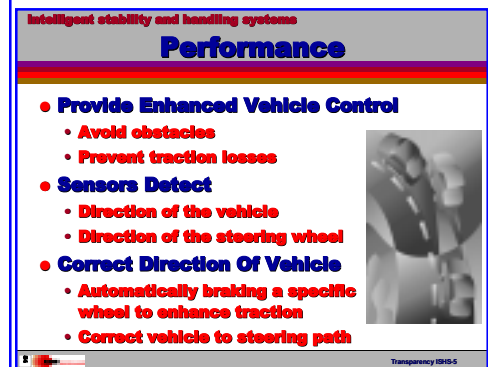 Intelligent stability and handling systems
Performance
Provide Enhanced Vehicle Control
Avoid obstacles
Prevent traction losses
Sensors Detect
Direction of the vehicle
Direction of the steering wheel
Correct Direction Of Vehicle
Automatically braking a specific
wheel to enhance traction
Correct vehicle to steering path
Transparency ISHS-5